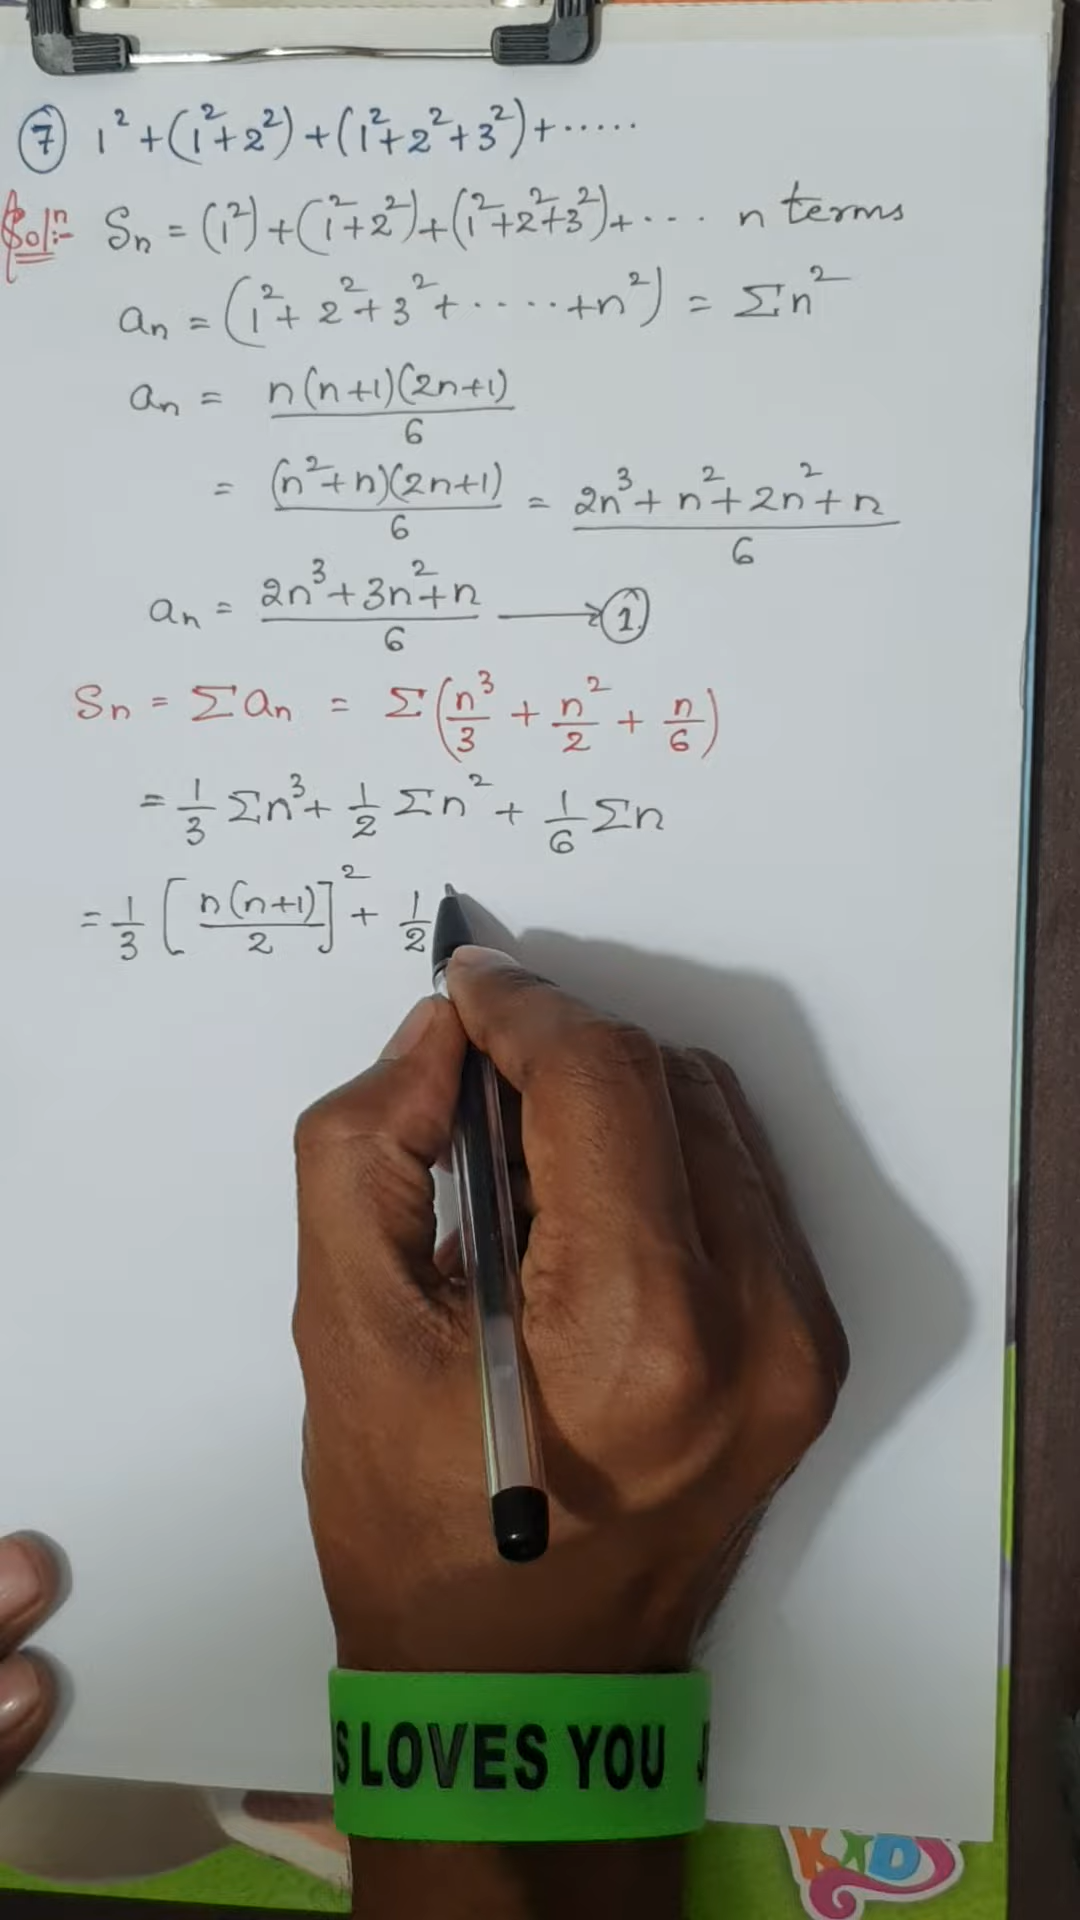 ⑦ 1² + (1² + 2²) + (1² + 2² + 3²) + .....
Solⁿ:- Sn = (1²) + (1² + 2²) + (1² + 2² + 3²) + ... n terms
an = (1² + 2² + 3² + ..... + n²) = Σn²
an = n(n+1)(2n+1)/6
= (n²+n)(2n+1)/6 = 2n³ + n² + 2n² + n/6
an = 2n³ + 3n² + n/6 → ①
Sn = Σan = Σ(n³/3 + n²/2 + n/6)
= 1/3 Σn³ + 1/2 Σn² + 1/6 Σn
= 1/3 [n(n+1)/2]² + 1/2
S LOVES YOU J
KiD